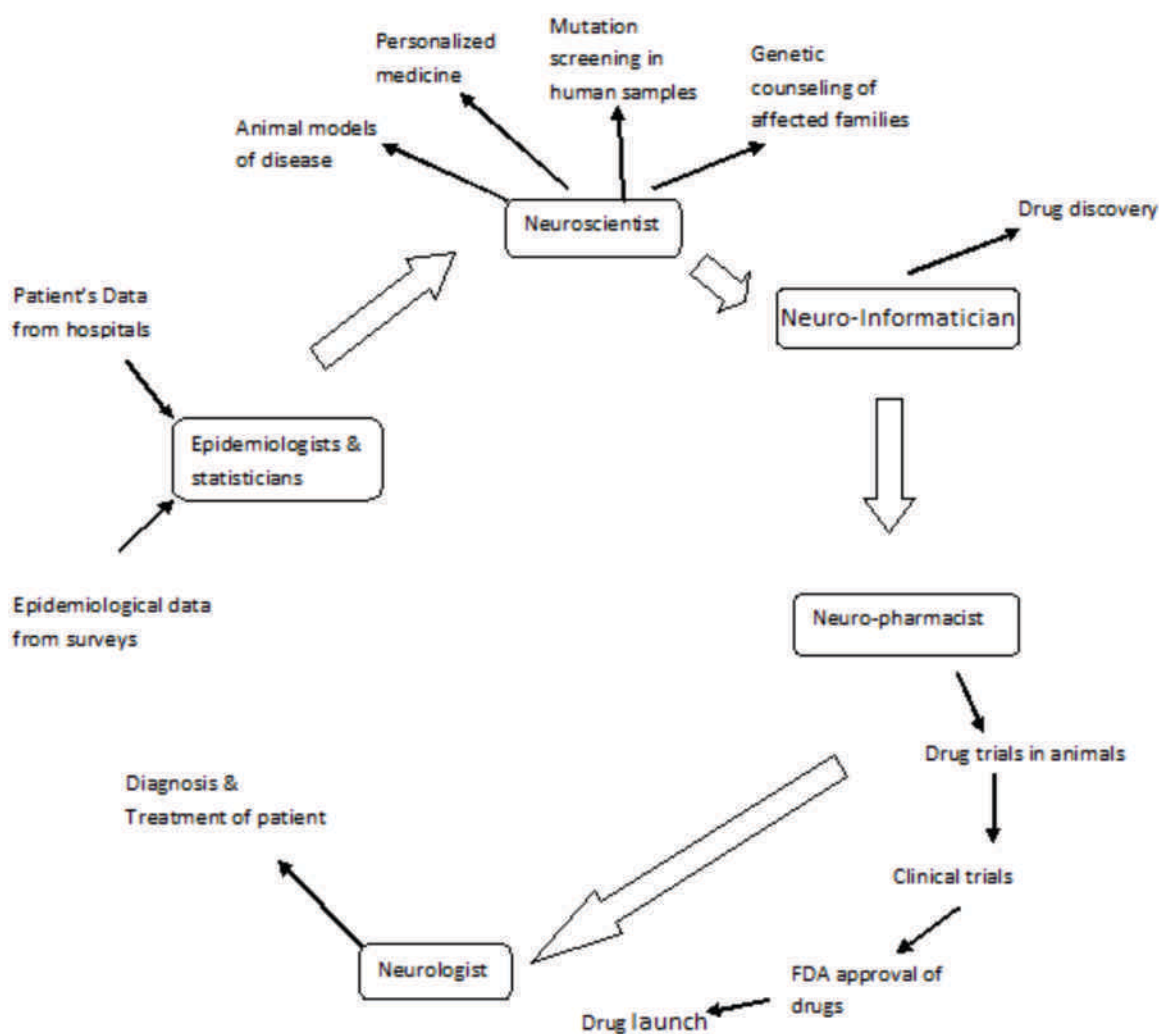 Personalized
medicine
Mutation
screening in
human samples
Genetic
counseling of
affected families
Animal models
of disease
Neuroscientist
Drug discovery
Patient's Data
from hospitals
Neuro-Informatician
Epidemiologists &
statisticians
Epidemiological data
from surveys
Neuro-pharmacist
Drug trials in animals
Diagnosis &
Treatment of patient
Clinical trials
Neurologist
FDA approval of
drugs
Drug launch